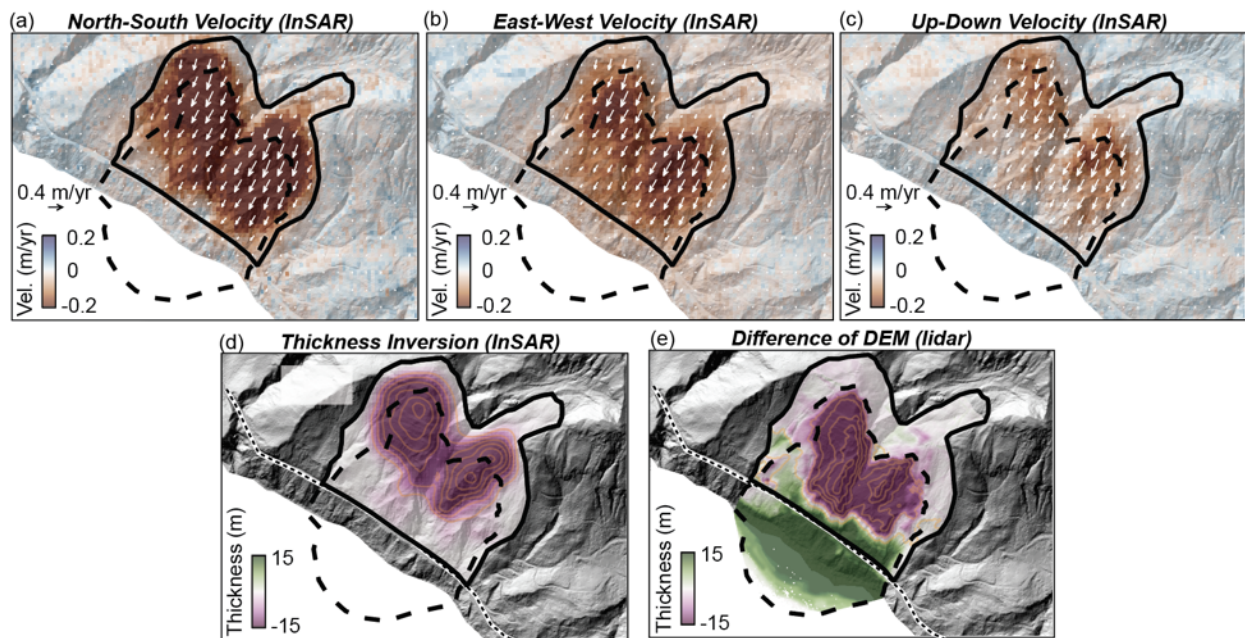 (a) North-South Velocity (InSAR)
0.4 m/yr
Vel. (m/yr)
0.2
0
-0.2
(b) East-West Velocity (InSAR)
0.4 m/yr
Vel. (m/yr)
0.2
0
-0.2
(c) Up-Down Velocity (InSAR)
0.4 m/yr
Vel. (m/yr)
0.2
0
-0.2
(d) Thickness Inversion (InSAR)
Thickness (m)
15
-15
(e) Difference of DEM (lidar)
Thickness (m)
15
-15